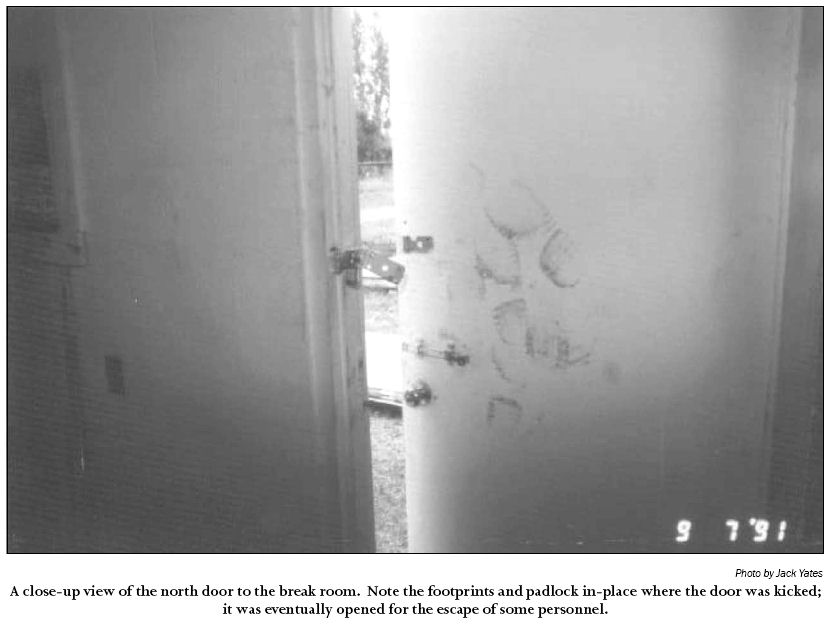 9 7 '91
Photo by Jack Yates
A close-up view of the north door to the break room. Note the footprints and padlock in-place where the door was kicked;
it was eventually opened for the escape of some personnel.